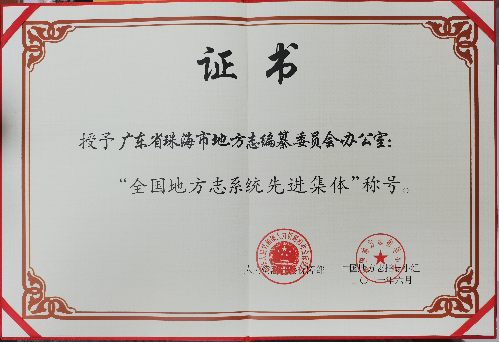 证书
授予广东省珠海市地方志编纂委员会办公室：
“全国地方志系统先进集体”称号。